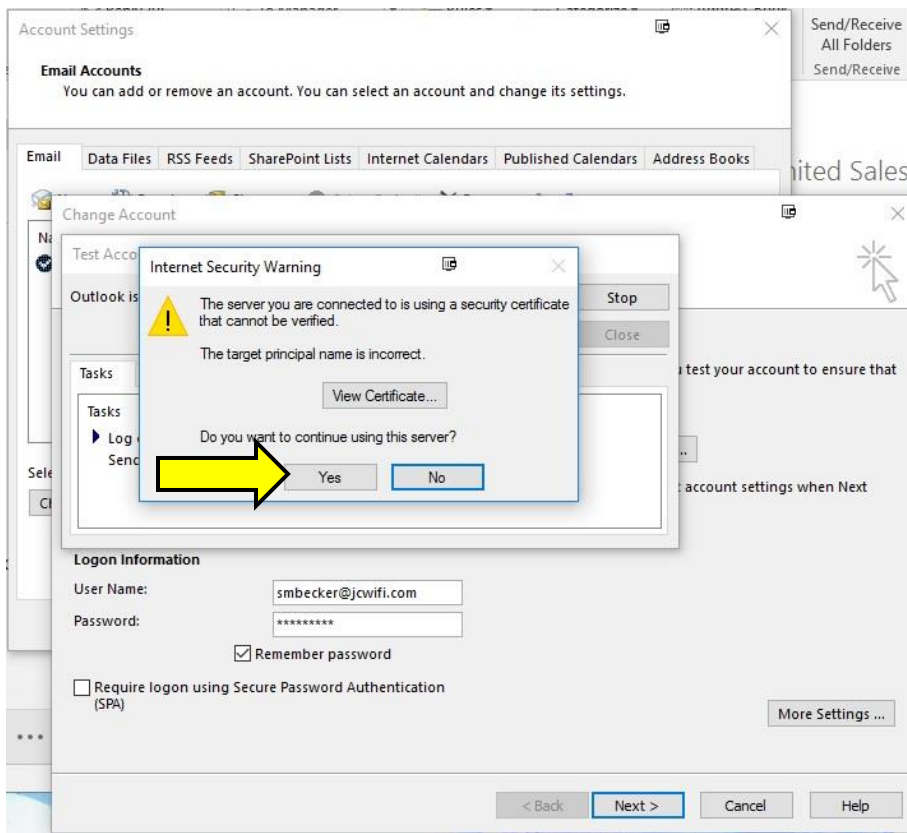 Account Settings
Send/Receive
All Folders
Send/Receive
Email Accounts
You can add or remove an account. You can select an account and change its settings.
Email Data Files RSS Feeds SharePoint Lists Internet Calendars Published Calendars Address Books
Change Account
Test Acco
Internet Security Warning
Outlook is
The server you are connected to is using a security certificate
that cannot be verified.
Stop
Close
The target principal name is incorrect.
Tasks
View Certificate...
test your account to ensure that
Tasks
Log
Do you want to continue using this server?
Send
Yes No
Sele
account settings when Next
Logon Information
User Name: smbecker@jcwifi.com
Password: *********
Remember password
Require logon using Secure Password Authentication
(SPA)
More Settings ...
< Back Next > Cancel Help